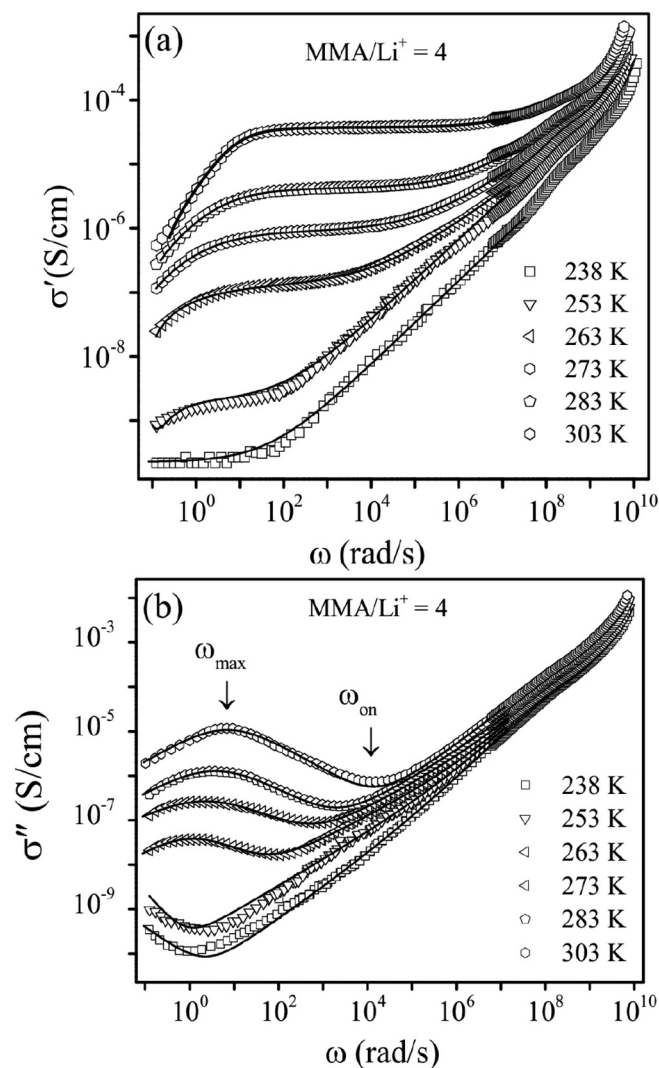 (a)
MMA/Li⁺ = 4
10⁻⁴
10⁻⁶
10⁻⁸
σ′(S/cm)
238 K
253 K
263 K
273 K
283 K
303 K
10⁰ 10² 10⁴ 10⁶ 10⁸ 10¹⁰
ω (rad/s)
(b)
MMA/Li⁺ = 4
10⁻³
10⁻⁵
10⁻⁷
10⁻⁹
σ″ (S/cm)
ωmax
ωon
238 K
253 K
263 K
273 K
283 K
303 K
10⁰ 10² 10⁴ 10⁶ 10⁸ 10¹⁰
ω (rad/s)